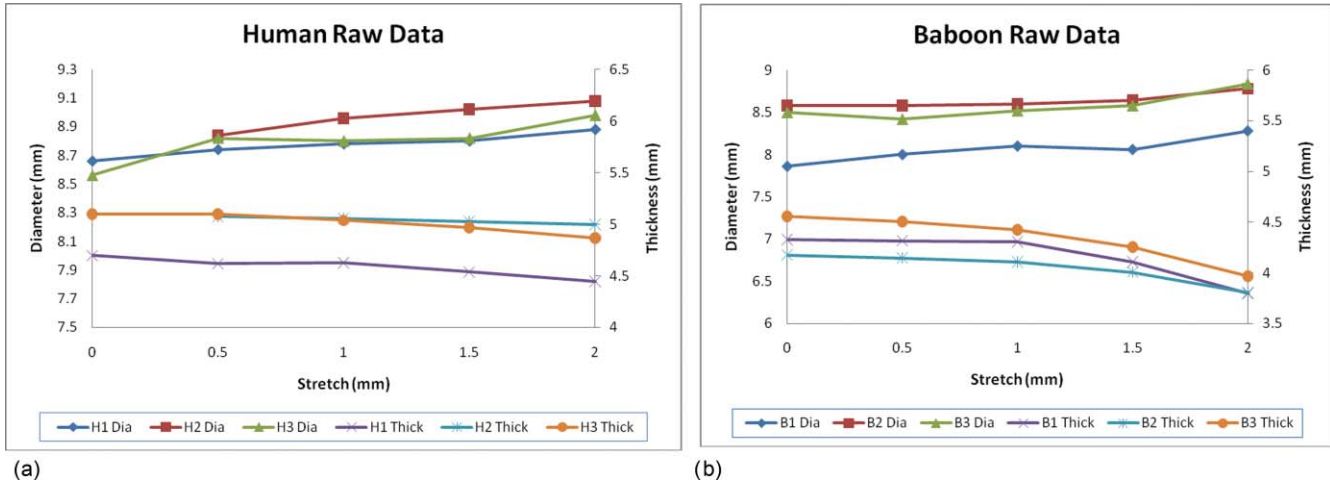 Human Raw Data
Diameter (mm)
9.3
9.1
8.9
8.7
8.5
8.3
8.1
7.9
7.7
7.5
6.5
6
5.5
5
4.5
4
Thickness (mm)
0 0.5 1 1.5 2
Stretch (mm)
H1 Dia H2 Dia H3 Dia H1 Thick H2 Thick H3 Thick
(a)
Baboon Raw Data
Diameter (mm)
9
8.5
8
7.5
7
6.5
6
6
5.5
5
4.5
4
3.5
Thickness (mm)
0 0.5 1 1.5 2
Stretch (mm)
B1 Dia B2 Dia B3 Dia B1 Thick B2 Thick B3 Thick
(b)